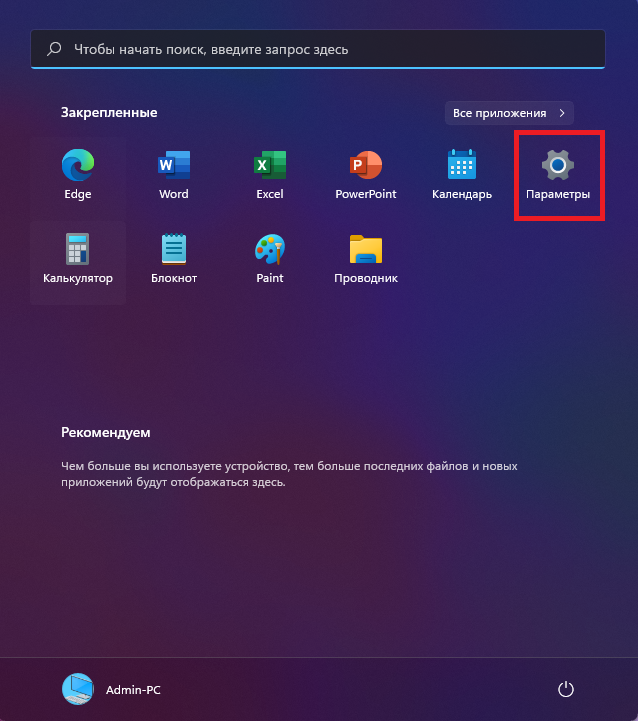 Чтобы начать поиск, введите запрос здесь
Закрепленные
Все приложения
Edge
Word
Excel
PowerPoint
Календарь
Параметры
Калькулятор
Блокнот
Paint
Проводник
Рекомендуем
Чем больше вы используете устройство, тем больше последних файлов и новых
приложений будут отображаться здесь.
Admin-PC